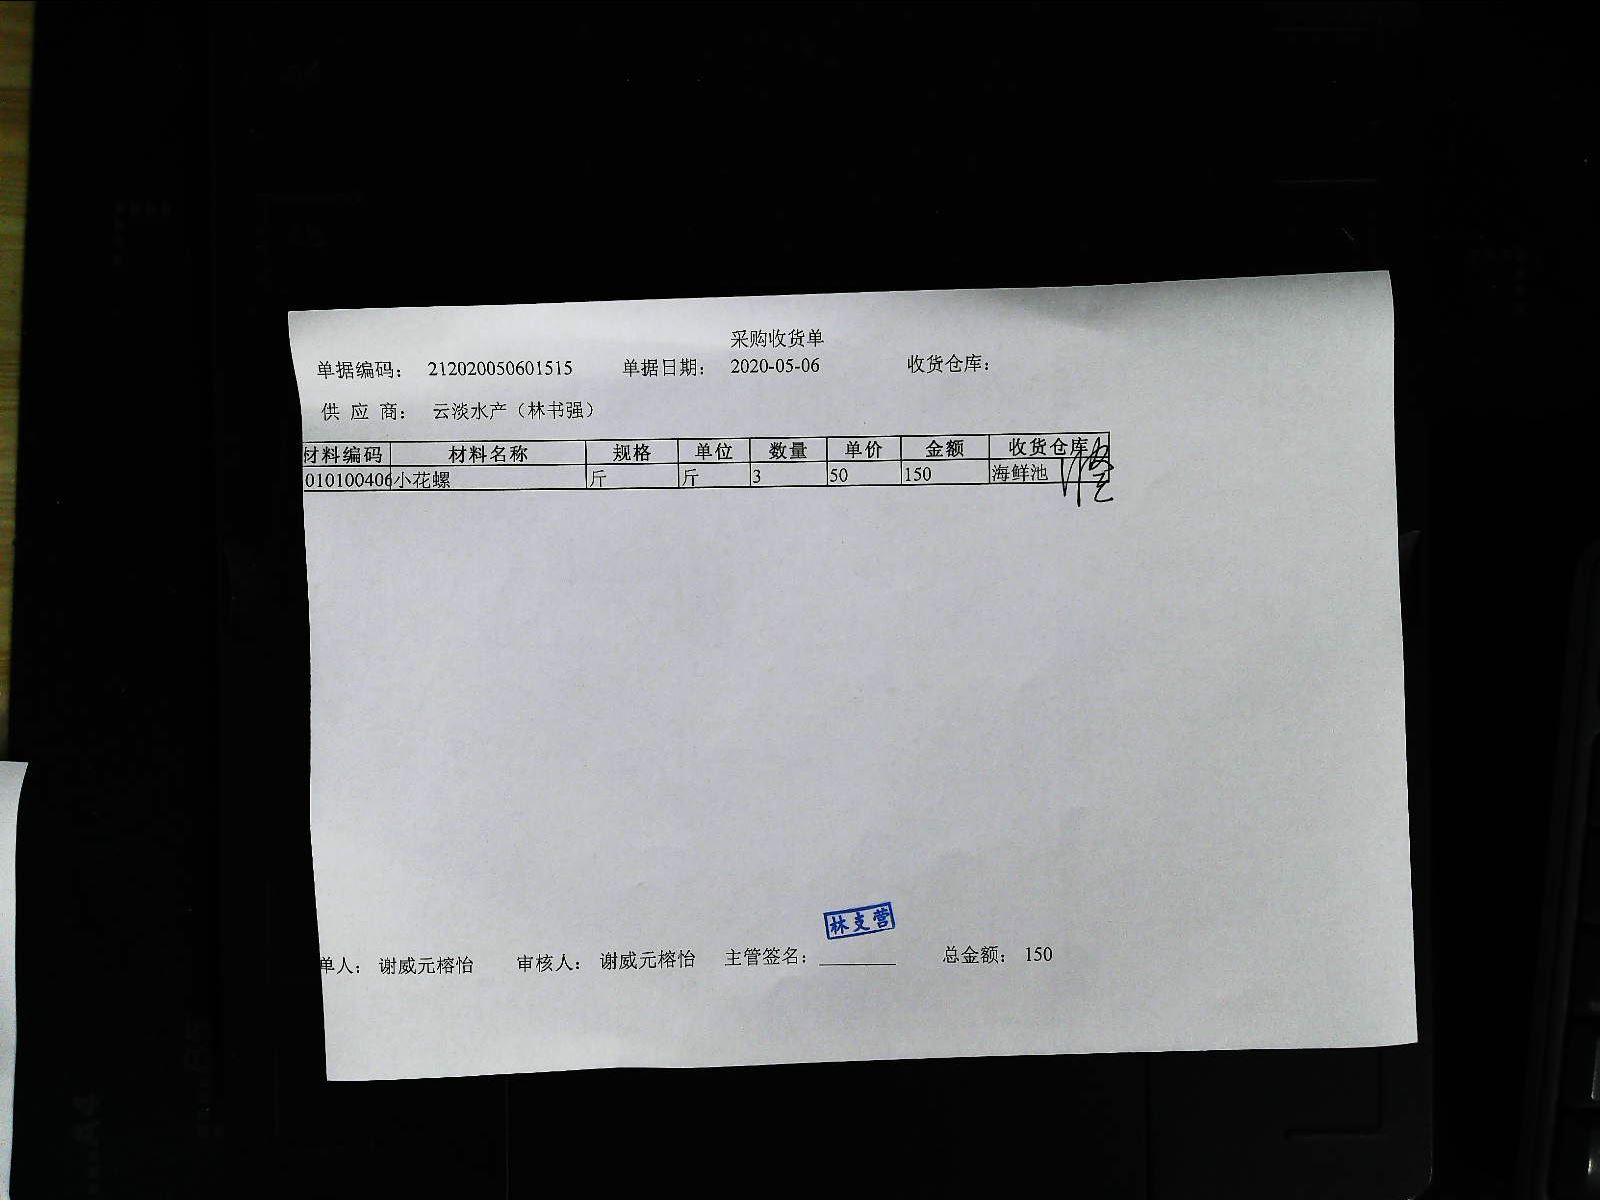 采购收货单
单据编码： 212020050601515 单据日期： 2020-05-06 收货仓库：
供 应 商： 云淡水产（林书强）
材料编码 材料名称 规格 单位 数量 单价 金额 收货仓库
010100406 小花螺 斤 斤 3 50 150 海鲜池
林支营
单人： 谢威元榕怡 审核人： 谢威元榕怡 主管签名： 总金额： 150
A4